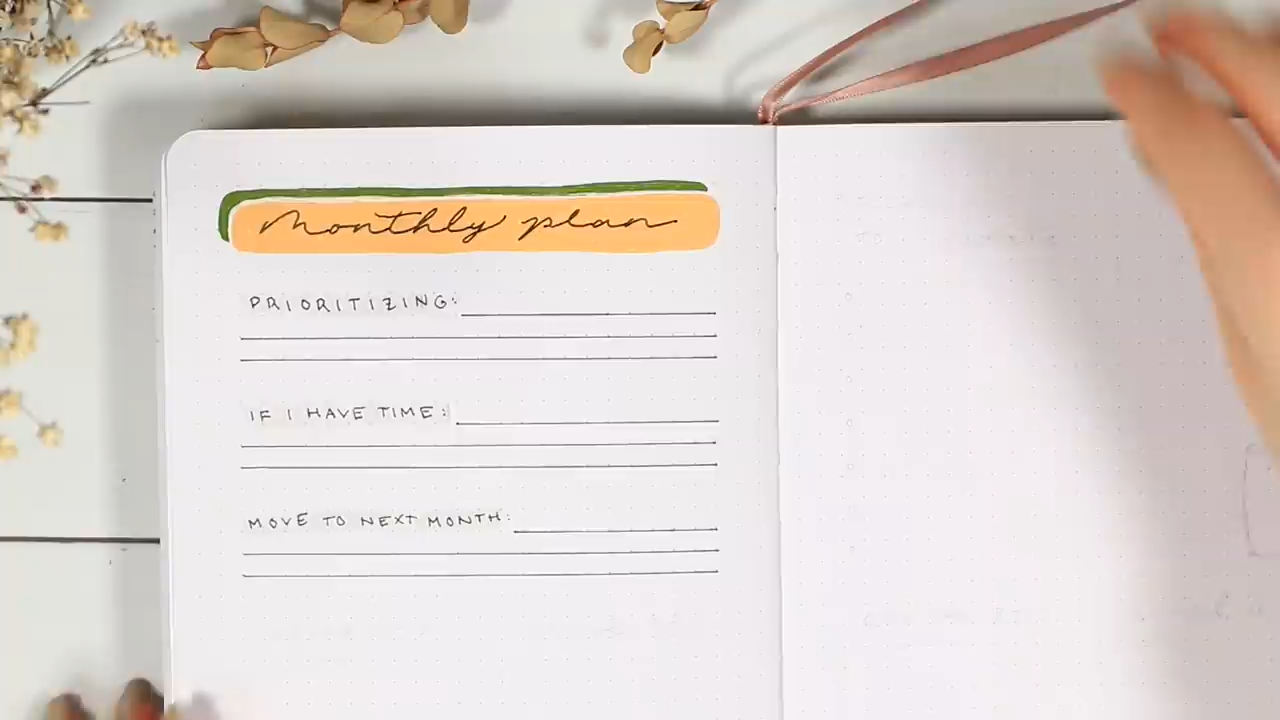 Monthly plan
PRIORITIZING:
IF I HAVE TIME:
MOVE TO NEXT MONTH: